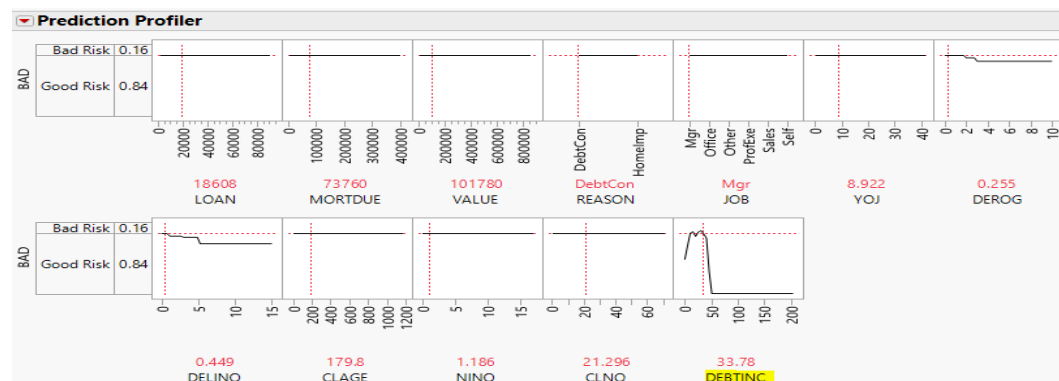 Prediction Profiler
BAD
Bad Risk 0.16
Good Risk 0.84
0 20000 40000 60000 80000
0 100000 200000 300000 400000
0 200000 400000 600000 800000
DebtCon HomeImp
Mgr Office Other ProfExe Sales Self
0 10 20 30 40
0 2 4 6 8 10
18608 73760 101780 DebtCon Mgr 8.922 0.255
LOAN MORTDUE VALUE REASON JOB YOJ DEROG
BAD
Bad Risk 0.16
Good Risk 0.84
0 5 10 15
0 200 400 600 800 1000 1200
0 5 10 15
0 20 40 60
0 50 100 150 200
0.449 179.8 1.186 21.296 33.78
DELINQ CLAGE NINQ CLNO DEBTINC